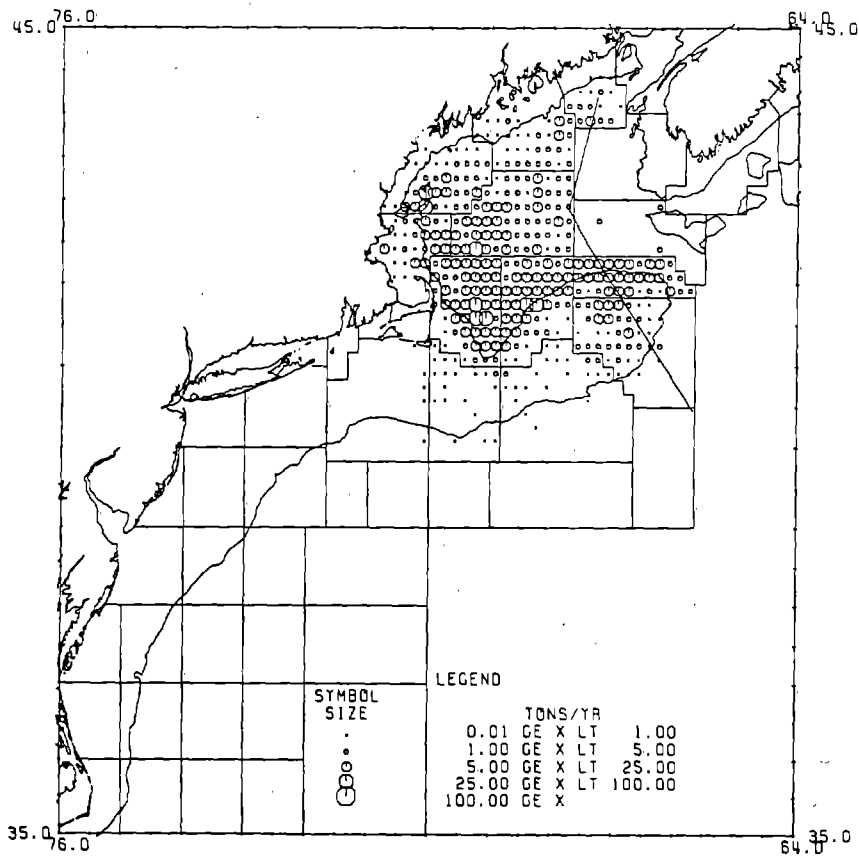 76.0 64.0
45.0 45.0
LEGEND
SYMBOL
SIZE
TONS/YR
0.01 GE X LT 1.00
1.00 GE X LT 5.00
5.00 GE X LT 25.00
25.00 GE X LT 100.00
100.00 GE X
35.0 35.0
76.0 64.0